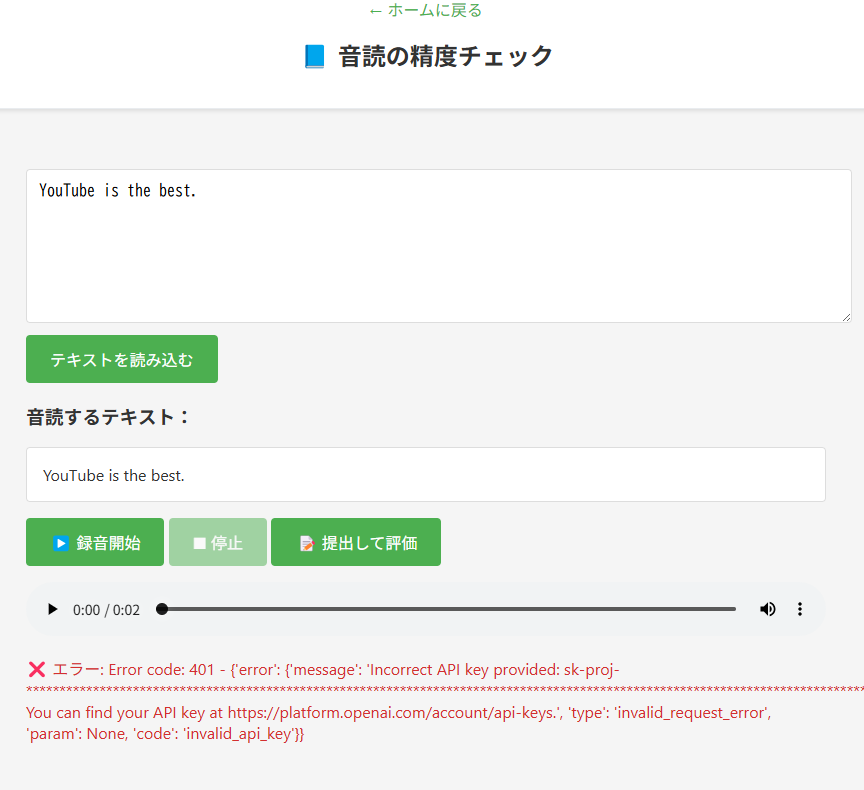 ← ホームに戻る
📘 音読の精度チェック
YouTube is the best.
テキストを読み込む
音読するテキスト：
YouTube is the best.
▶️ 録音開始
■ 停止
📝 提出して評価
0:00 / 0:02
❌ エラー: Error code: 401 - {'error': {'message': 'Incorrect API key provided: sk-proj-
********************************************************************************************************************************
You can find your API key at https://platform.openai.com/account/api-keys.', 'type': 'invalid_request_error',
'param': None, 'code': 'invalid_api_key'}}